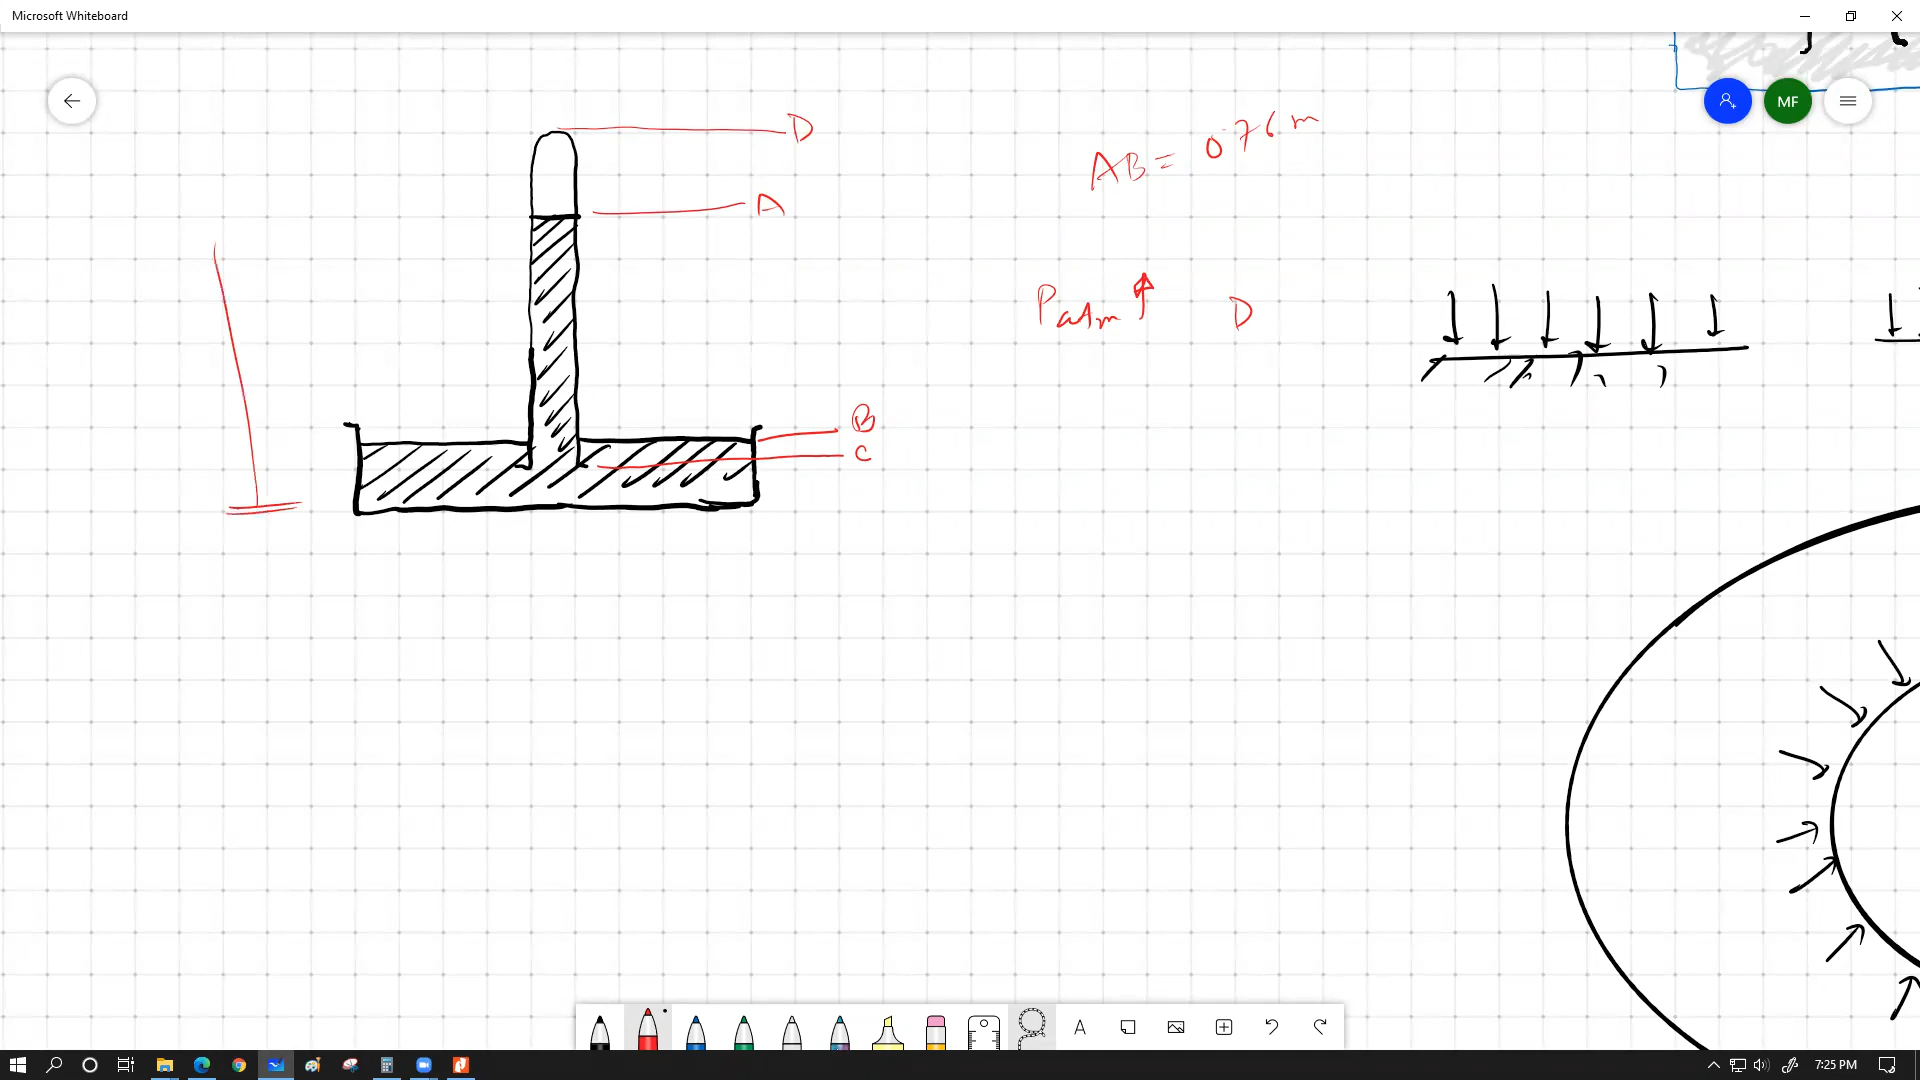 Microsoft Whiteboard
MF
D
A
AB = 0.76 m
Patm
D
B
C
A
7:25 PM